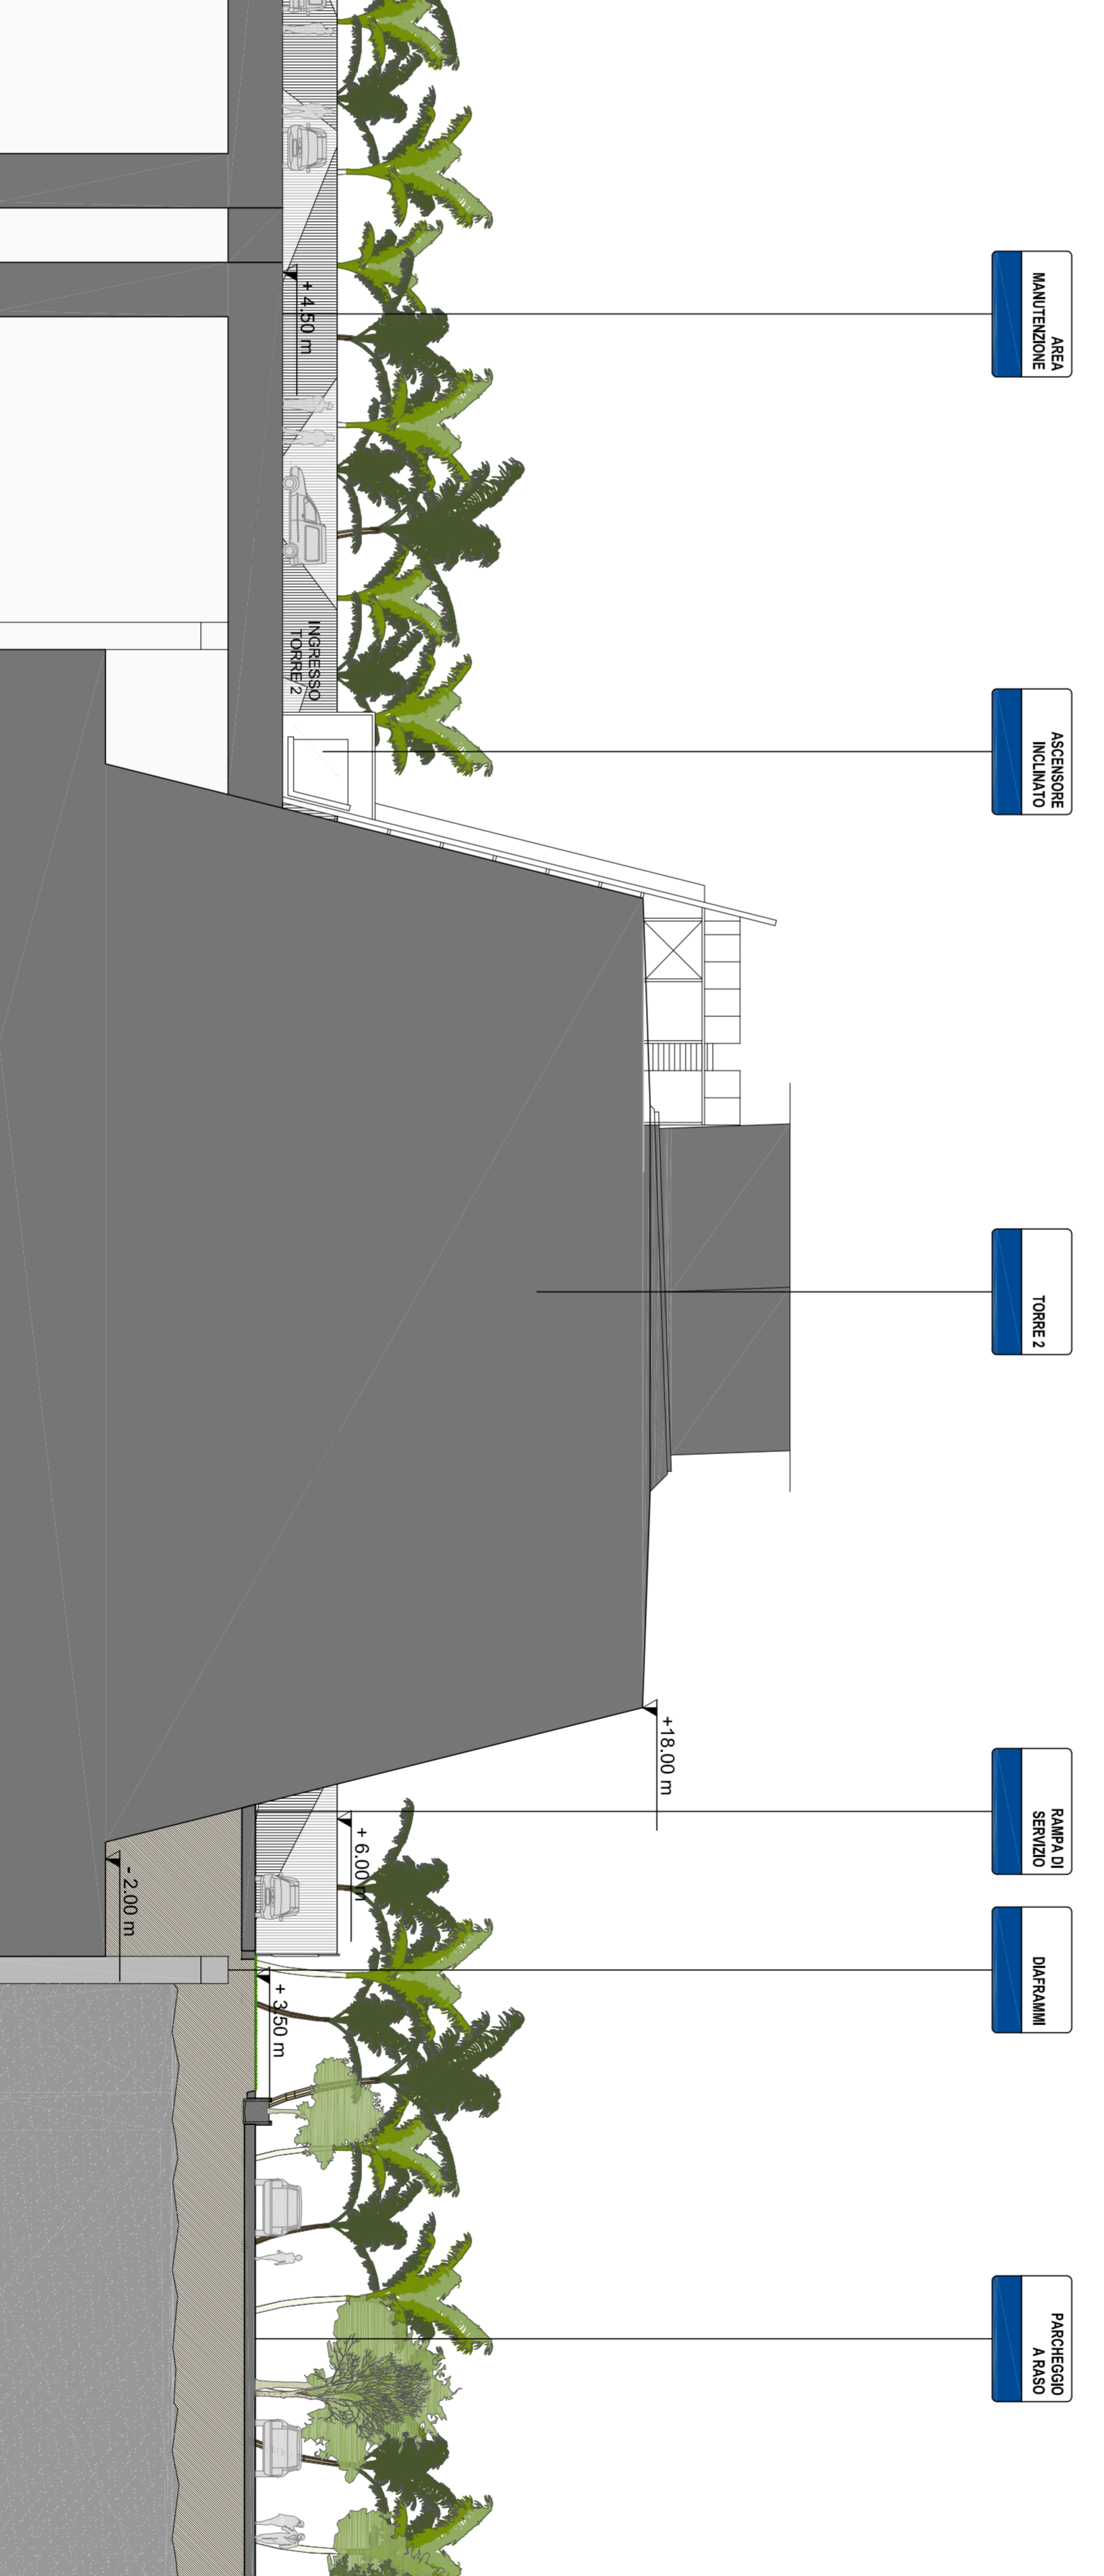 AREA
MANUTENZIONE
ASCENSORE
INCLINATO
TORRE 2
RAMPA DI
SERVIZIO
DIAFRAMMI
PARCHEGGIO
A RASO
+18.00 m
+ 6.00 m
+ 4.50 m
INGRESSO
TORRE 2
+ 3.50 m
- 2.00 m